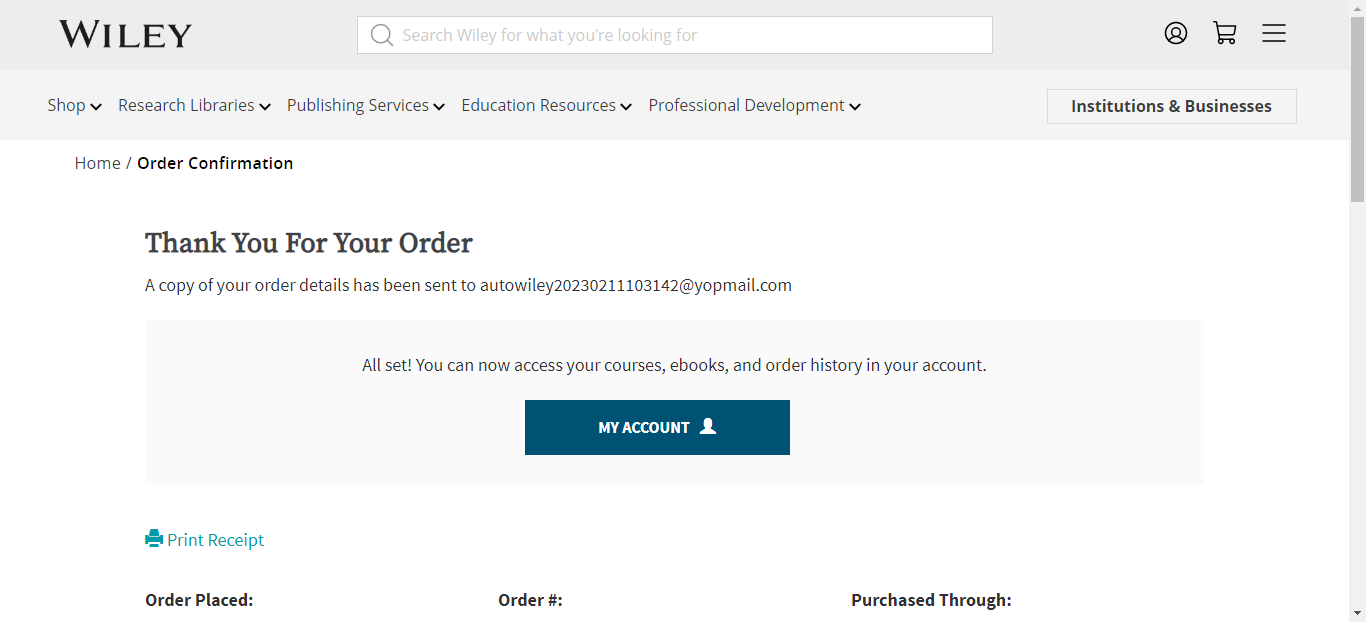 WILEY
Search Wiley for what you're looking for
Shop Research Libraries Publishing Services Education Resources Professional Development Institutions & Businesses
Home / Order Confirmation
Thank You For Your Order
A copy of your order details has been sent to autowiley20230211103142@yopmail.com
All set! You can now access your courses, ebooks, and order history in your account.
MY ACCOUNT
Print Receipt
Order Placed: Order #: Purchased Through: